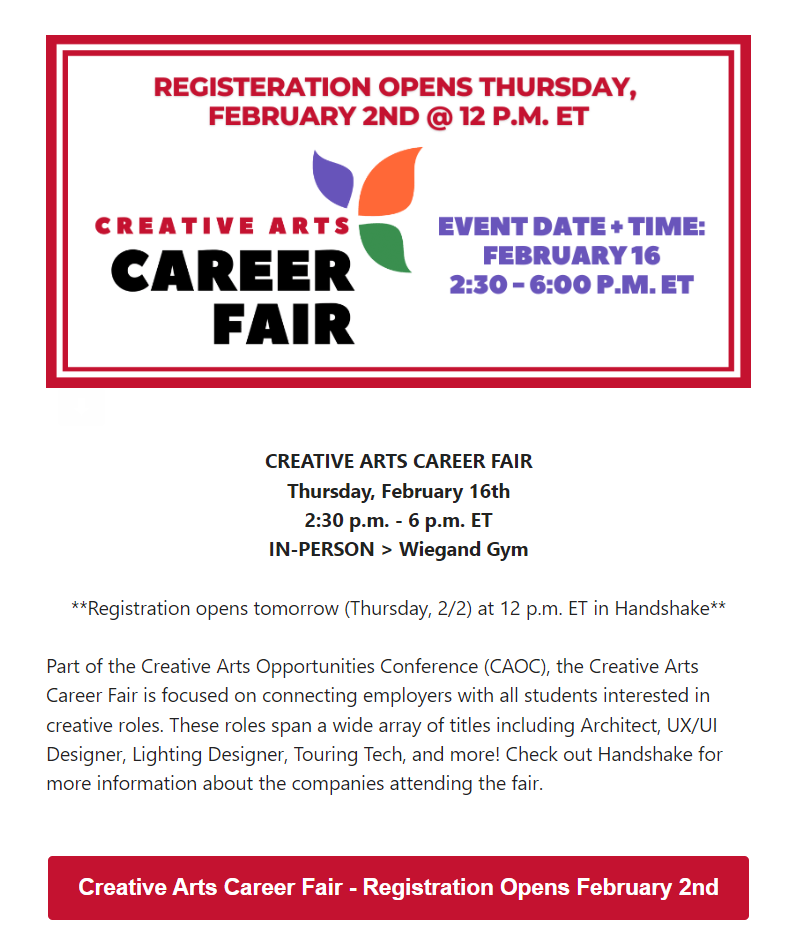 REGISTERATION OPENS THURSDAY,
FEBRUARY 2ND @ 12 P.M. ET
CREATIVE ARTS
CAREER
FAIR
EVENT DATE + TIME:
FEBRUARY 16
2:30 – 6:00 P.M. ET
CREATIVE ARTS CAREER FAIR
Thursday, February 16th
2:30 p.m. - 6 p.m. ET
IN-PERSON > Wiegand Gym
**Registration opens tomorrow (Thursday, 2/2) at 12 p.m. ET in Handshake**
Part of the Creative Arts Opportunities Conference (CAOC), the Creative Arts
Career Fair is focused on connecting employers with all students interested in
creative roles. These roles span a wide array of titles including Architect, UX/UI
Designer, Lighting Designer, Touring Tech, and more! Check out Handshake for
more information about the companies attending the fair.
Creative Arts Career Fair - Registration Opens February 2nd